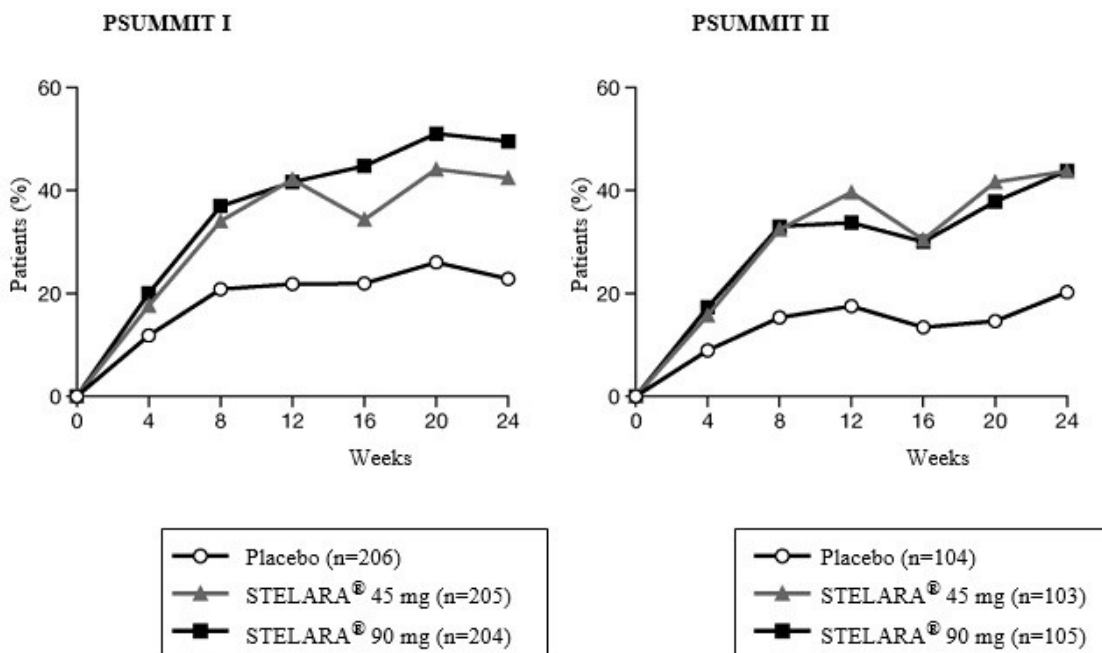 PSUMMIT I
60
40
20
0
Patients (%)
0 4 8 12 16 20 24
Weeks
Placebo (n=206)
STELARA® 45 mg (n=205)
STELARA® 90 mg (n=204)
PSUMMIT II
60
40
20
0
Patients (%)
0 4 8 12 16 20 24
Weeks
Placebo (n=104)
STELARA® 45 mg (n=103)
STELARA® 90 mg (n=105)